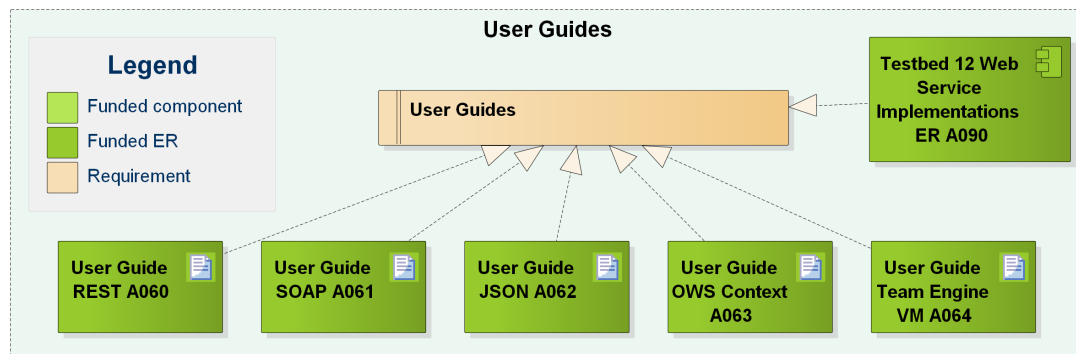 User Guides
Legend
Funded component
Funded ER
Requirement
User Guides
Testbed 12 Web
Service
Implementations
ER A090
User Guide
REST A060
User Guide
SOAP A061
User Guide
JSON A062
User Guide
OWS Context
A063
User Guide
Team Engine
VM A064